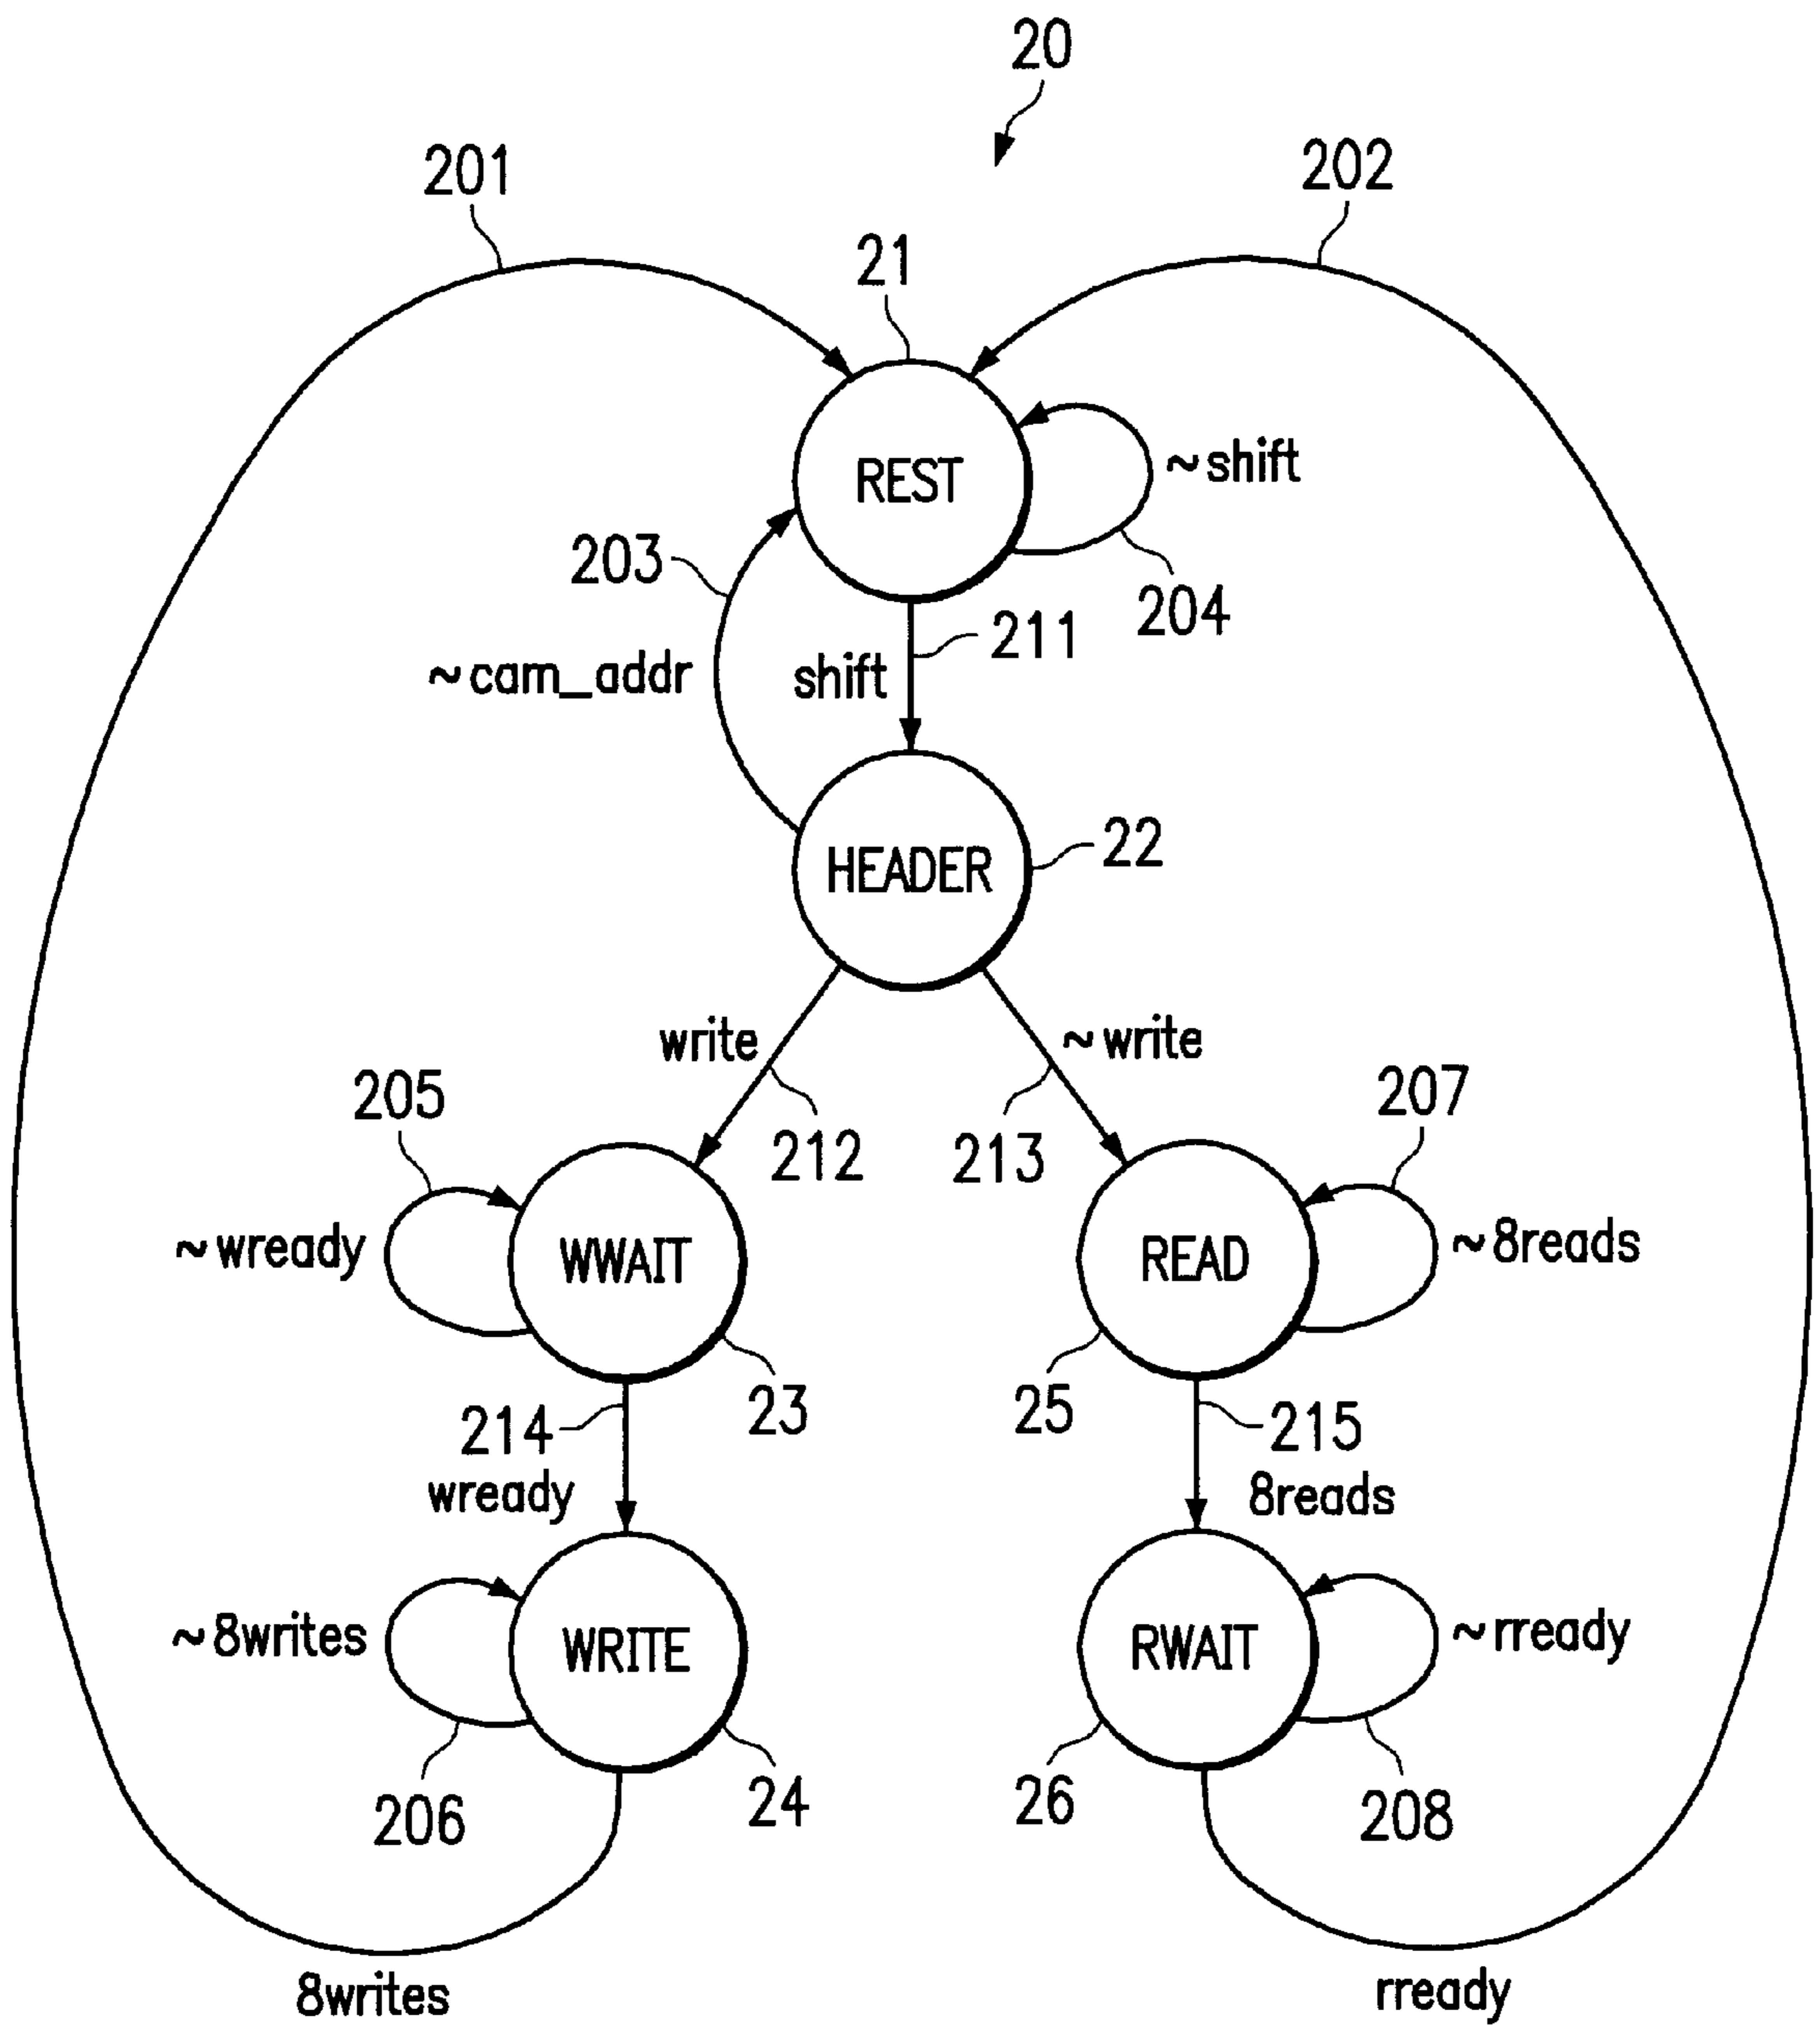 20
201
202
21
REST
~shift
203
204
211
~cam_addr
shift
HEADER
22
write
~write
205
212
213
207
~wready
WWAIT
READ
~8reads
23
25
214
215
wready
8reads
~8writes
WRITE
RWAIT
~rready
206
24
26
208
8writes
rready